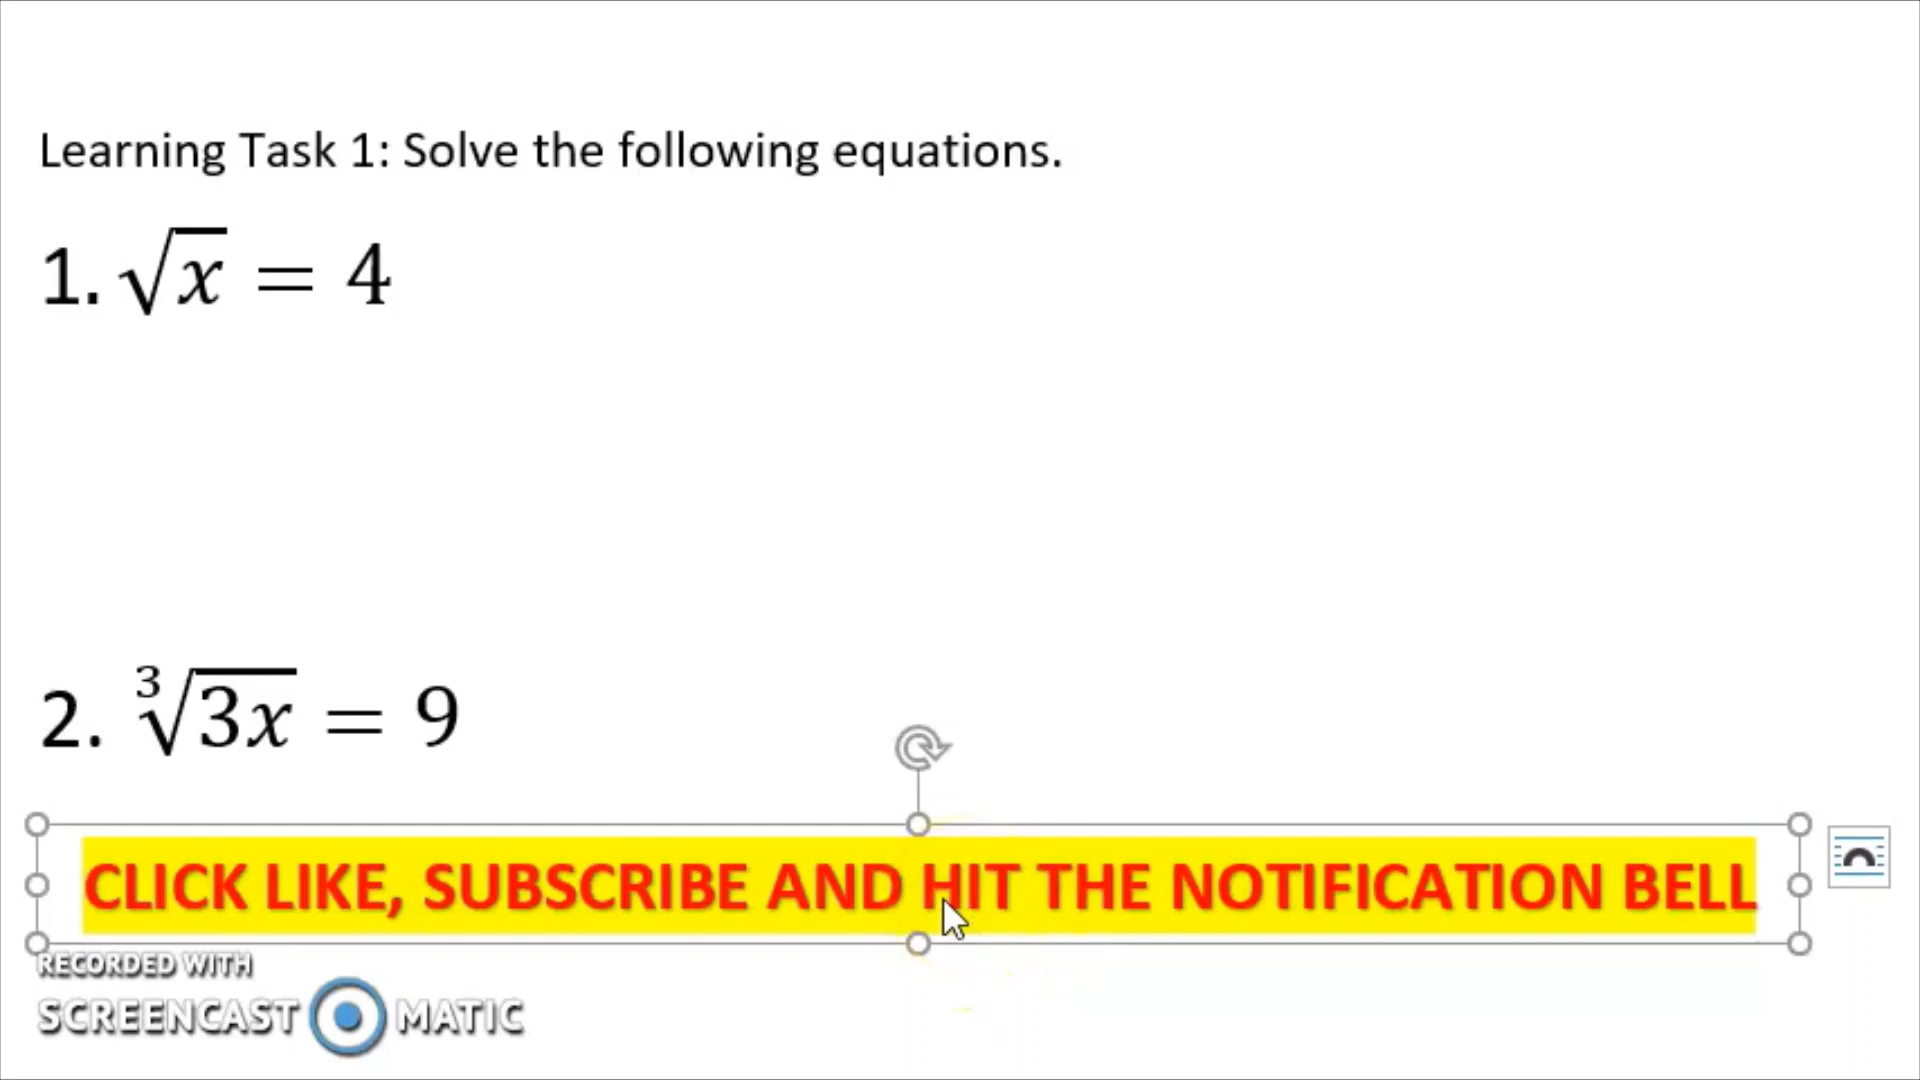 Learning Task 1: Solve the following equations.
1. √x = 4
2. ∛3x = 9
CLICK LIKE, SUBSCRIBE AND HIT THE NOTIFICATION BELL
RECORDED WITH
SCREENCAST MATIC